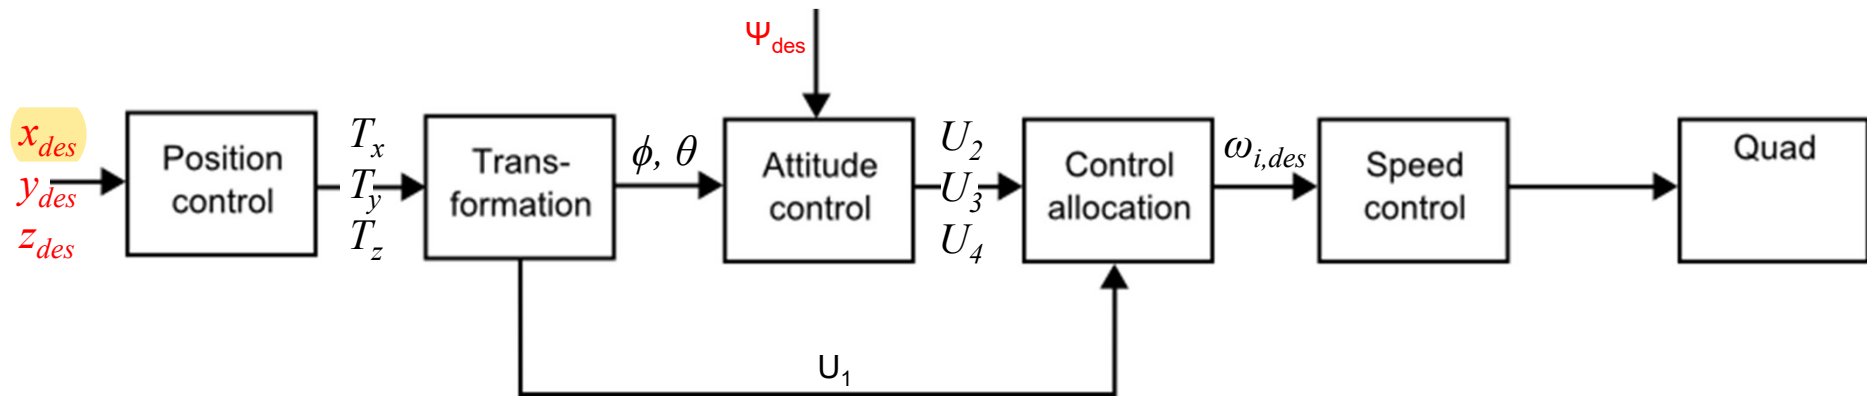 Ψdes
xdes
ydes
zdes
Position
control
Tx
Ty
Tz
Trans-
formation
ϕ, θ
Attitude
control
U2
U3
U4
Control
allocation
ωi,des
Speed
control
Quad
U1